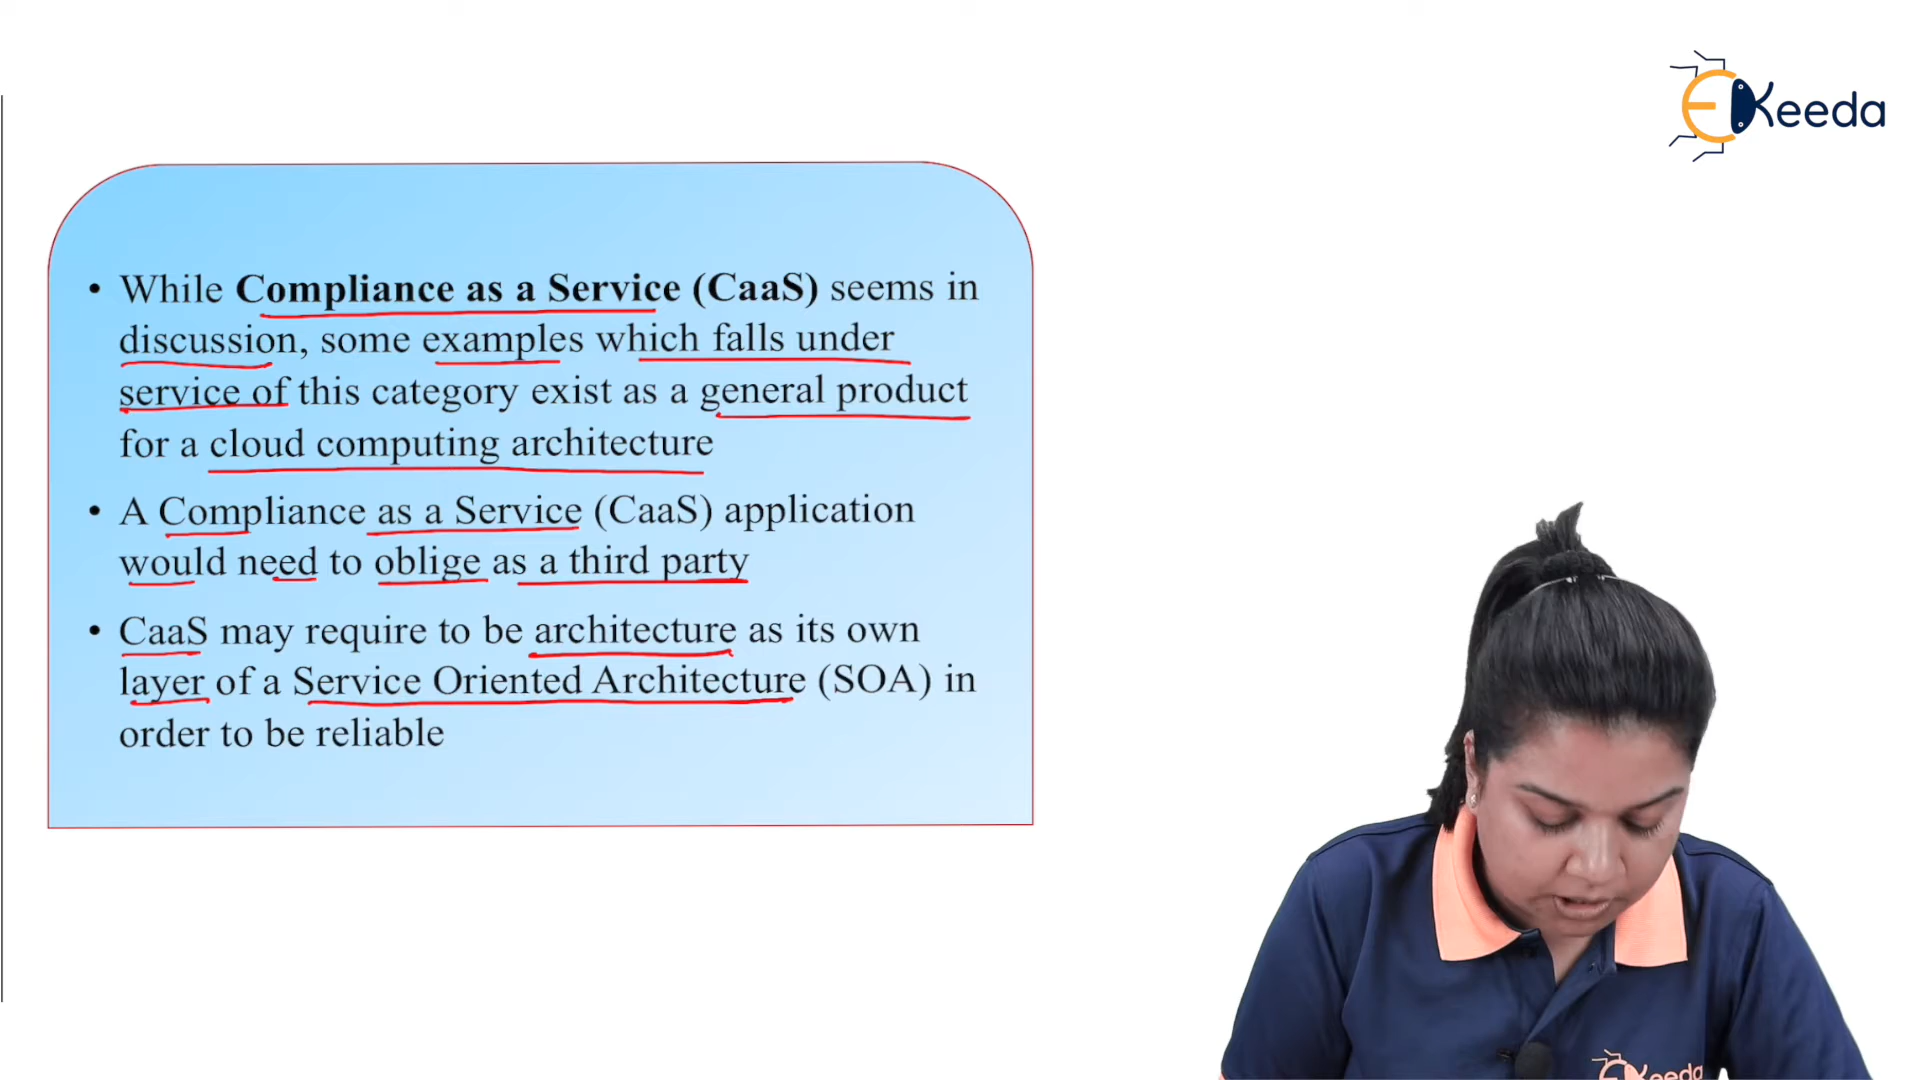 EKeeda
• While Compliance as a Service (CaaS) seems in
discussion, some examples which falls under
service of this category exist as a general product
for a cloud computing architecture
• A Compliance as a Service (CaaS) application
would need to oblige as a third party
• CaaS may require to be architecture as its own
layer of a Service Oriented Architecture (SOA) in
order to be reliable
EKeeda